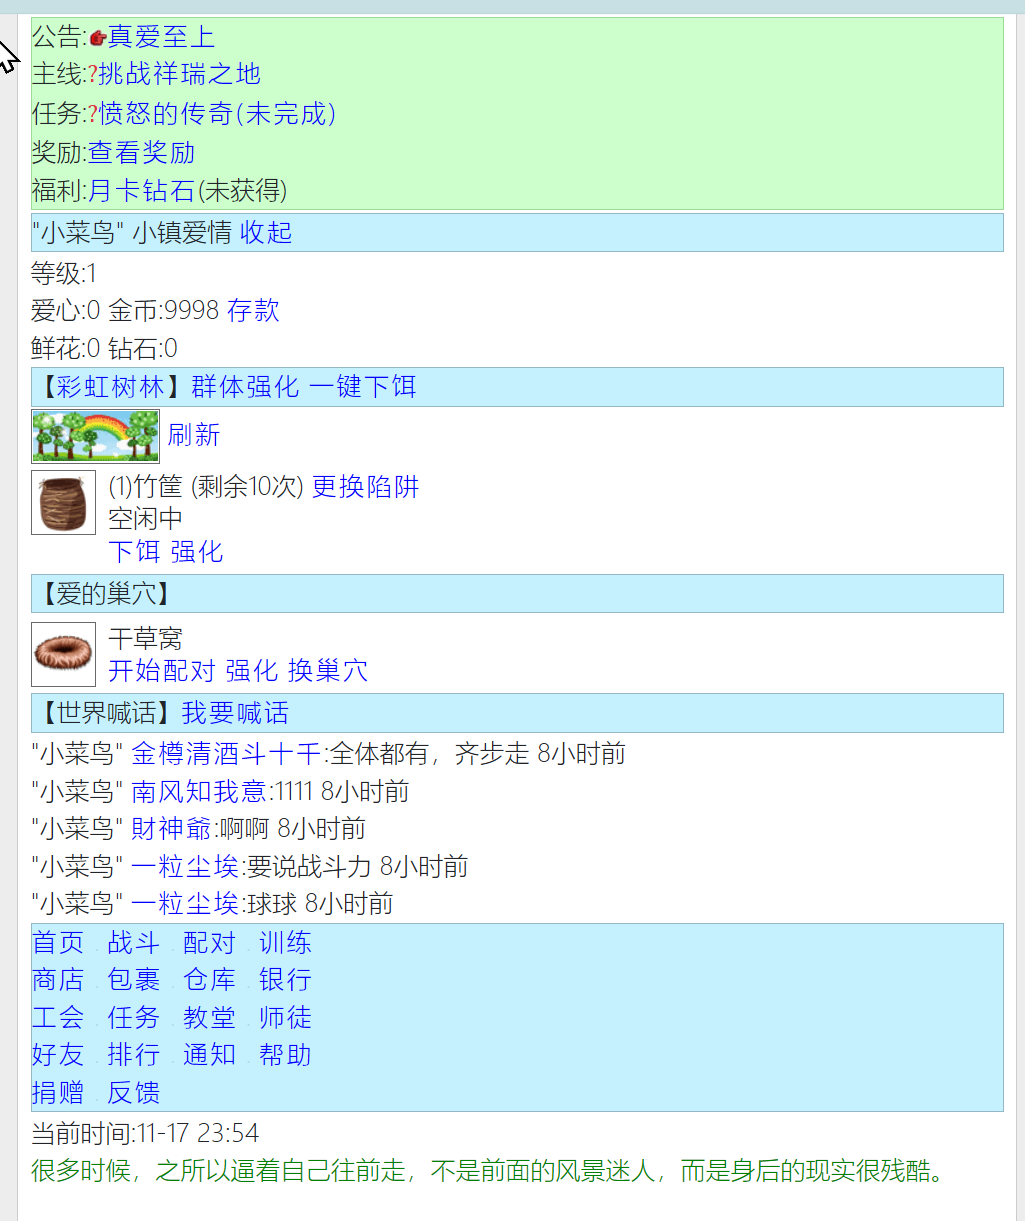 公告:真爱至上
主线:?挑战祥瑞之地
任务:?愤怒的传奇(未完成)
奖励:查看奖励
福利:月卡钻石(未获得)
"小菜鸟" 小镇爱情 收起
等级:1
爱心:0 金币:9998 存款
鲜花:0 钻石:0
【彩虹树林】群体强化 一键下饵
刷新
(1)竹筐 (剩余10次) 更换陷阱
空闲中
下饵 强化
【爱的巢穴】
干草窝
开始配对 强化 换巢穴
【世界喊话】我要喊话
"小菜鸟" 金樽清酒斗十千:全体都有，齐步走 8小时前
"小菜鸟" 南风知我意:1111 8小时前
"小菜鸟" 財神爺:啊啊 8小时前
"小菜鸟" 一粒尘埃:要说战斗力 8小时前
"小菜鸟" 一粒尘埃:球球 8小时前
首页 . 战斗 . 配对 . 训练
商店 . 包裹 . 仓库 . 银行
工会 . 任务 . 教堂 . 师徒
好友 . 排行 . 通知 . 帮助
捐赠 . 反馈
当前时间:11-17 23:54
很多时候，之所以逼着自己往前走，不是前面的风景迷人，而是身后的现实很残酷。